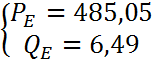 P_E = 485,05
Q_E = 6,49